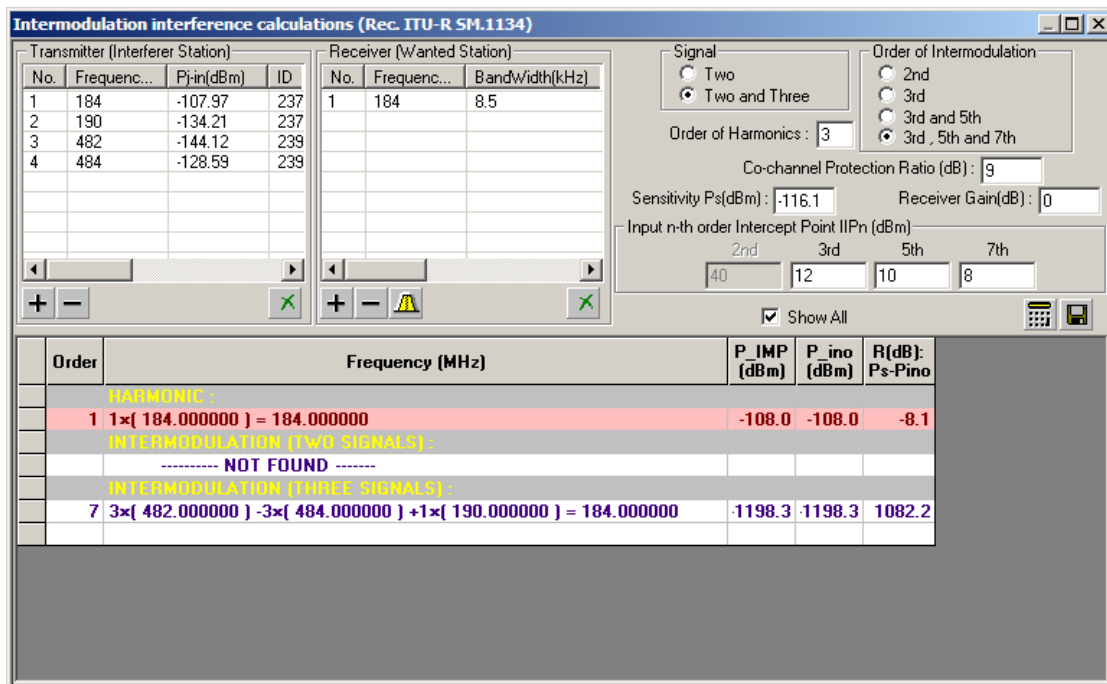 Intermodulation interference calculations (Rec. ITU-R SM.1134)
Transmitter (Interferer Station)
No. Frequenc... Pj-in(dBm) ID
1 184 -107.97 237
2 190 -134.21 237
3 482 -144.12 239
4 484 -128.59 239
Receiver (Wanted Station)
No. Frequenc... BandWidth(kHz)
1 184 8.5
Signal
Two
Two and Three
Order of Intermodulation
2nd
3rd
3rd and 5th
3rd , 5th and 7th
Order of Harmonics : 3
Co-channel Protection Ratio (dB) : 9
Sensitivity Ps(dBm) : -116.1 Receiver Gain(dB) : 0
Input n-th order Intercept Point IIPn (dBm)
2nd 3rd 5th 7th
40 12 10 8
Show All
Order Frequency (MHz) P_IMP (dBm) P_ino (dBm) R(dB): Ps-Pino
HARMONIC :
1 1×( 184.000000 ) = 184.000000 -108.0 -108.0 -8.1
INTERMODULATION (TWO SIGNALS) :
---------- NOT FOUND -------
INTERMODULATION (THREE SIGNALS) :
7 3×( 482.000000 ) -3×( 484.000000 ) +1×( 190.000000 ) = 184.000000 -1198.3 -1198.3 1082.2